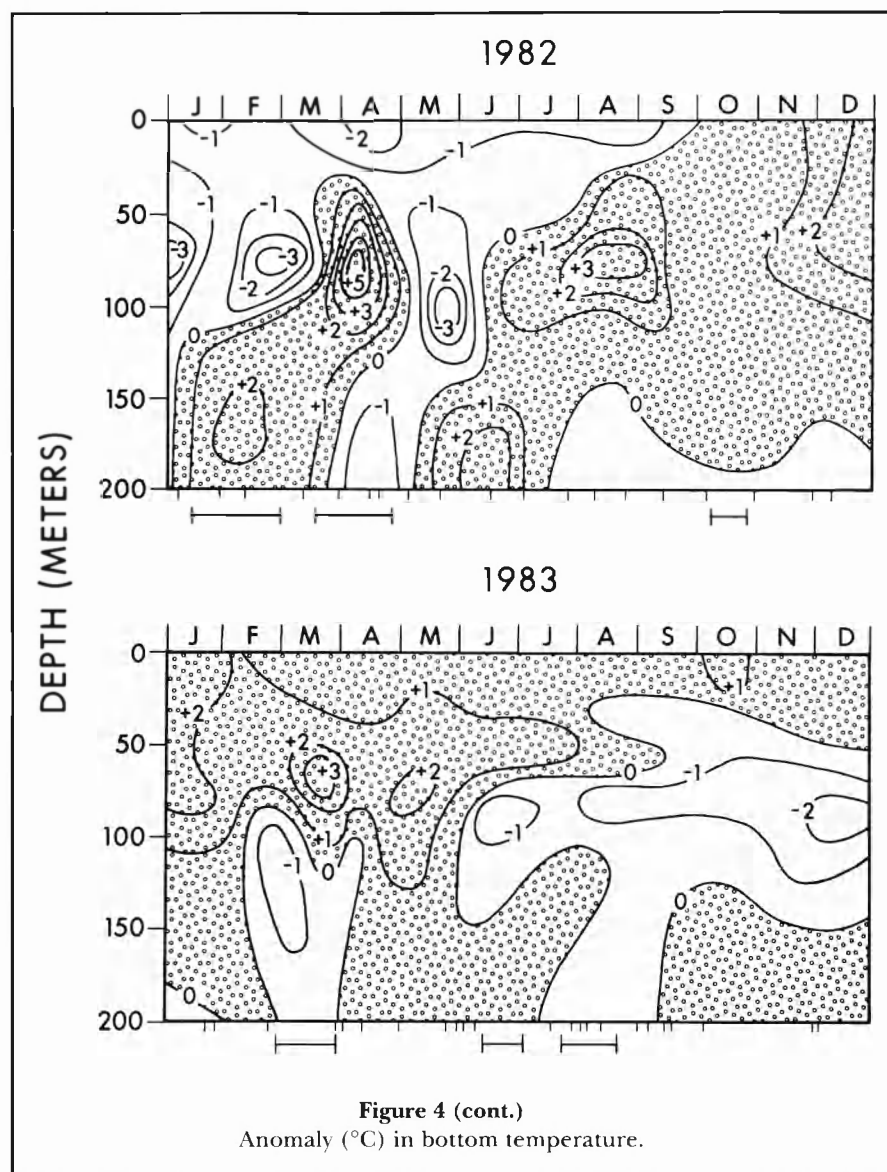 1982
J F M A M J J A S O N D
0
50
100
150
200
-1 -2 -1
-1 -1 -1
-3 -3 -2
+5 +3 +2
-2 -3
0 +1 +3 +2
+1 +2
0
+2 +1 0 -1
+1 +2 0
DEPTH (METERS)
1983
J F M A M J J A S O N D
0
50
100
150
200
+1 +1
+2 +2 +3 +2
0 -1
-1 -2
+1 0 -1
0 0
Figure 4 (cont.)
Anomaly (°C) in bottom temperature.